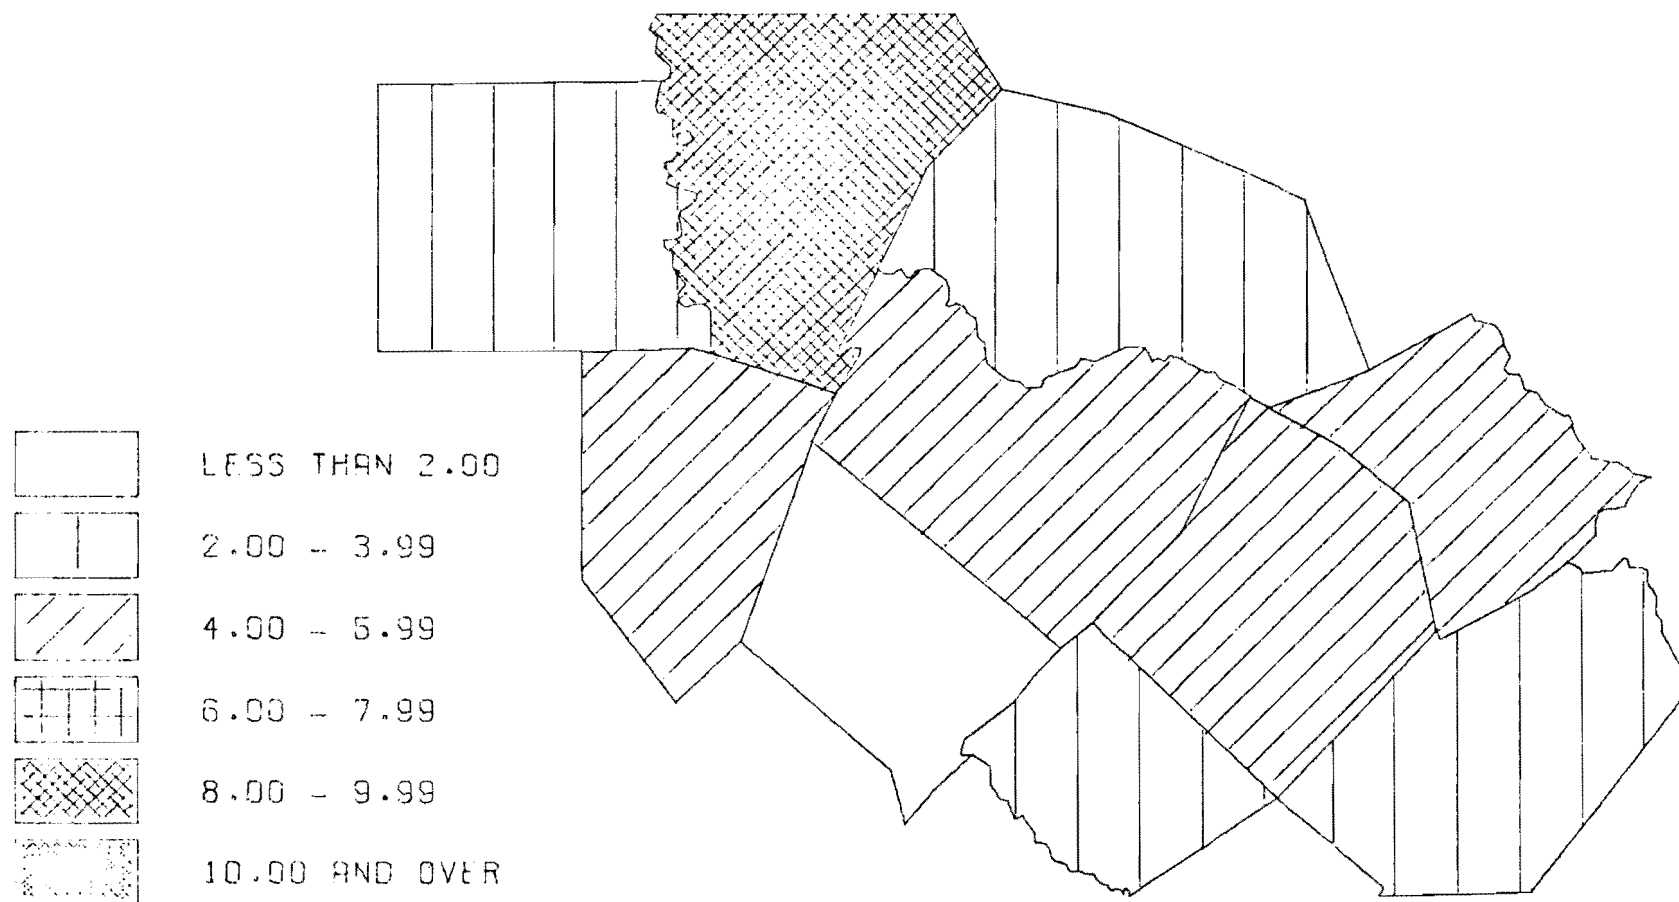 LESS THAN 2.00
2.00 - 3.99
4.00 - 5.99
6.00 - 7.99
8.00 - 9.99
10.00 AND OVER